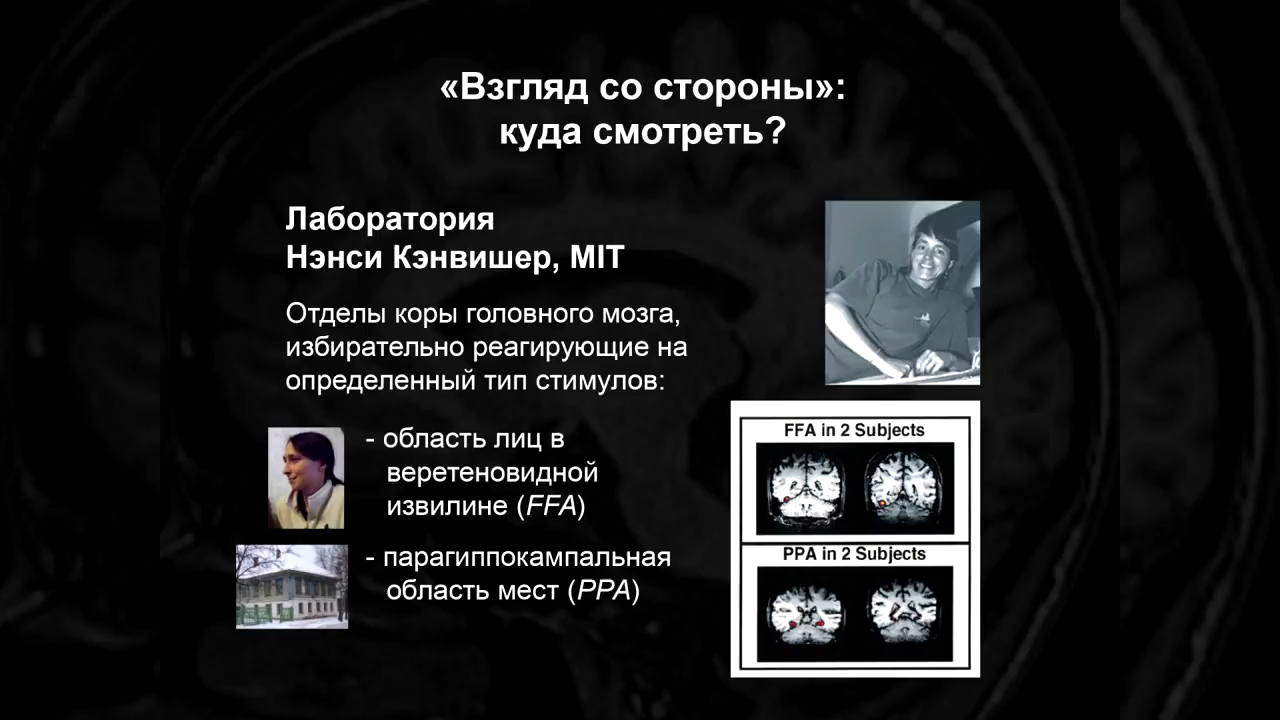 «Взгляд со стороны»:
куда смотреть?
Лаборатория
Нэнси Кэнвишер, MIT
Отделы коры головного мозга,
избирательно реагирующие на
определенный тип стимулов:
- область лиц в
веретеновидной
извилине (FFA)
- парагиппокампальная
область мест (PPA)
FFA in 2 Subjects
PPA in 2 Subjects